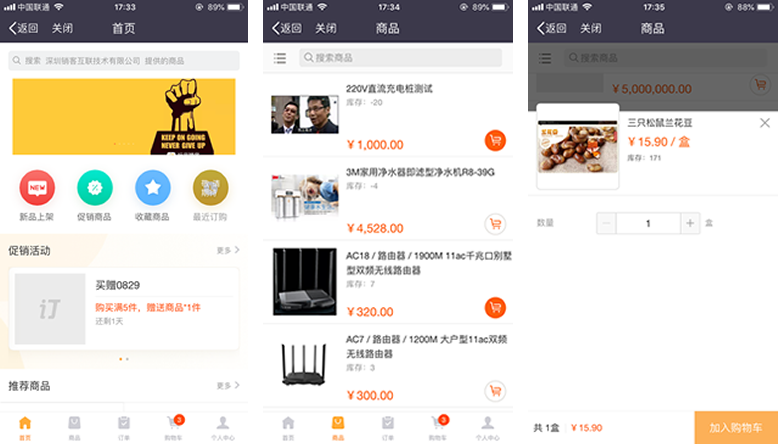 中国联通 17:33 89%
返回 关闭 首页
搜索 深圳销客互联技术有限公司 提供的商品
KEEP ON GOING
NEVER GIVE UP
NEW
新品上架 促销商品 收藏商品 最近订购
促销活动 更多
订
买赠0829
购买满5件，赠送商品*1件
还剩1天
推荐商品 更多
3
首页 商品 订单 购物车 个人中心
中国联通 17:34 89%
返回 关闭 商品
搜索商品
220V直流充电桩测试
库存：-20
￥1,000.00
3M家用净水器即滤型净水机R8-39G
库存：-4
￥4,528.00
AC18 / 路由器 / 1900M 11ac千兆口别墅
型双频无线路由器
库存：7
￥320.00
AC7 / 路由器 / 1200M 大户型11ac双频
无线路由器
库存：3
￥300.00
3
首页 商品 订单 购物车 个人中心
中国联通 17:35 88%
返回 关闭 商品
搜索商品
￥5,000,000.00
三只松鼠兰花豆
￥15.90 / 盒
库存：171
数量 1 盒
共 1盒 ￥15.90
加入购物车